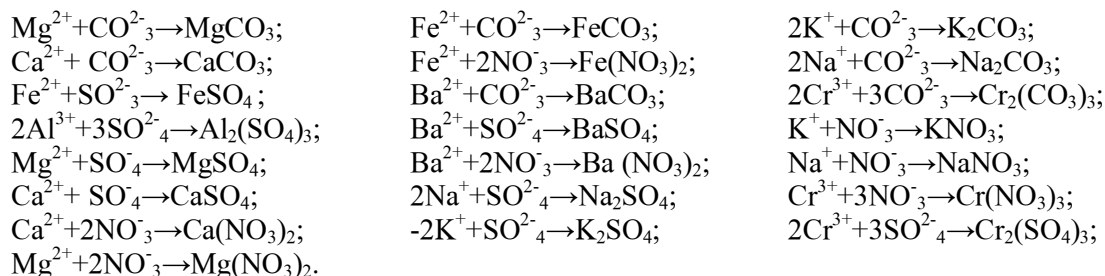 Mg²⁺+CO²⁻₃→MgCO₃;
Ca²⁺+ CO²⁻₃→CaCO₃;
Fe²⁺+SO²⁻₃→ FeSO₄;
2Al³⁺+3SO²⁻₄→Al₂(SO₄)₃;
Mg²⁺+SO⁻₄→MgSO₄;
Ca²⁺+ SO⁻₄→CaSO₄;
Ca²⁺+2NO⁻₃→Ca(NO₃)₂;
Mg²⁺+2NO⁻₃→Mg(NO₃)₂.
Fe²⁺+CO²⁻₃→FeCO₃;
Fe²⁺+2NO⁻₃→Fe(NO₃)₂;
Ba²⁺+CO²⁻₃→BaCO₃;
Ba²⁺+SO²⁻₄→BaSO₄;
Ba²⁺+2NO⁻₃→Ba (NO₃)₂;
2Na⁺+SO²⁻₄→Na₂SO₄;
-2K⁺+SO²⁻₄→K₂SO₄;
2K⁺+CO²⁻₃→K₂CO₃;
2Na⁺+CO²⁻₃→Na₂CO₃;
2Cr³⁺+3CO²⁻₃→Cr₂(CO₃)₃;
K⁺+NO⁻₃→KNO₃;
Na⁺+NO⁻₃→NaNO₃;
Cr³⁺+3NO⁻₃→Cr(NO₃)₃;
2Cr³⁺+3SO²⁻₄→Cr₂(SO₄)₃;